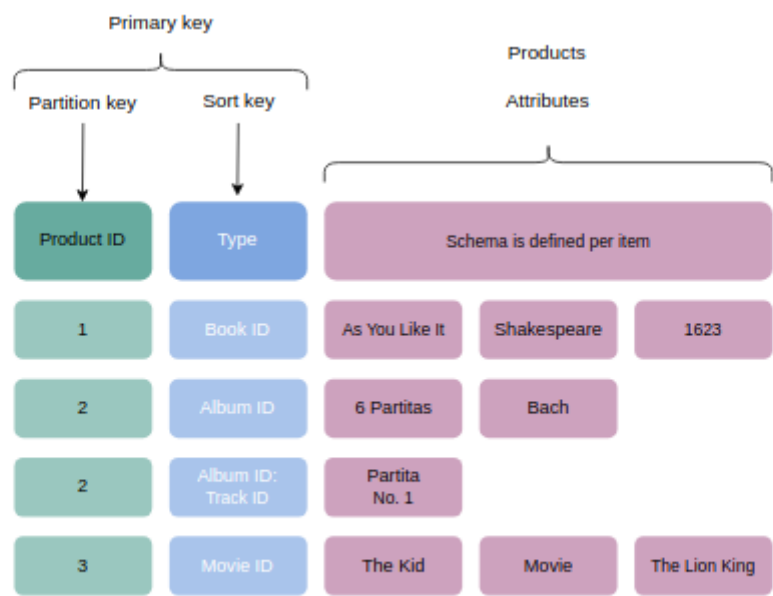 Primary key
Products
Partition key
Sort key
Attributes
Product ID
Type
Schema is defined per item
1
Book ID
As You Like It
Shakespeare
1623
2
Album ID
6 Partitas
Bach
2
Album ID:
Track ID
Partita
No. 1
3
Movie ID
The Kid
Movie
The Lion King